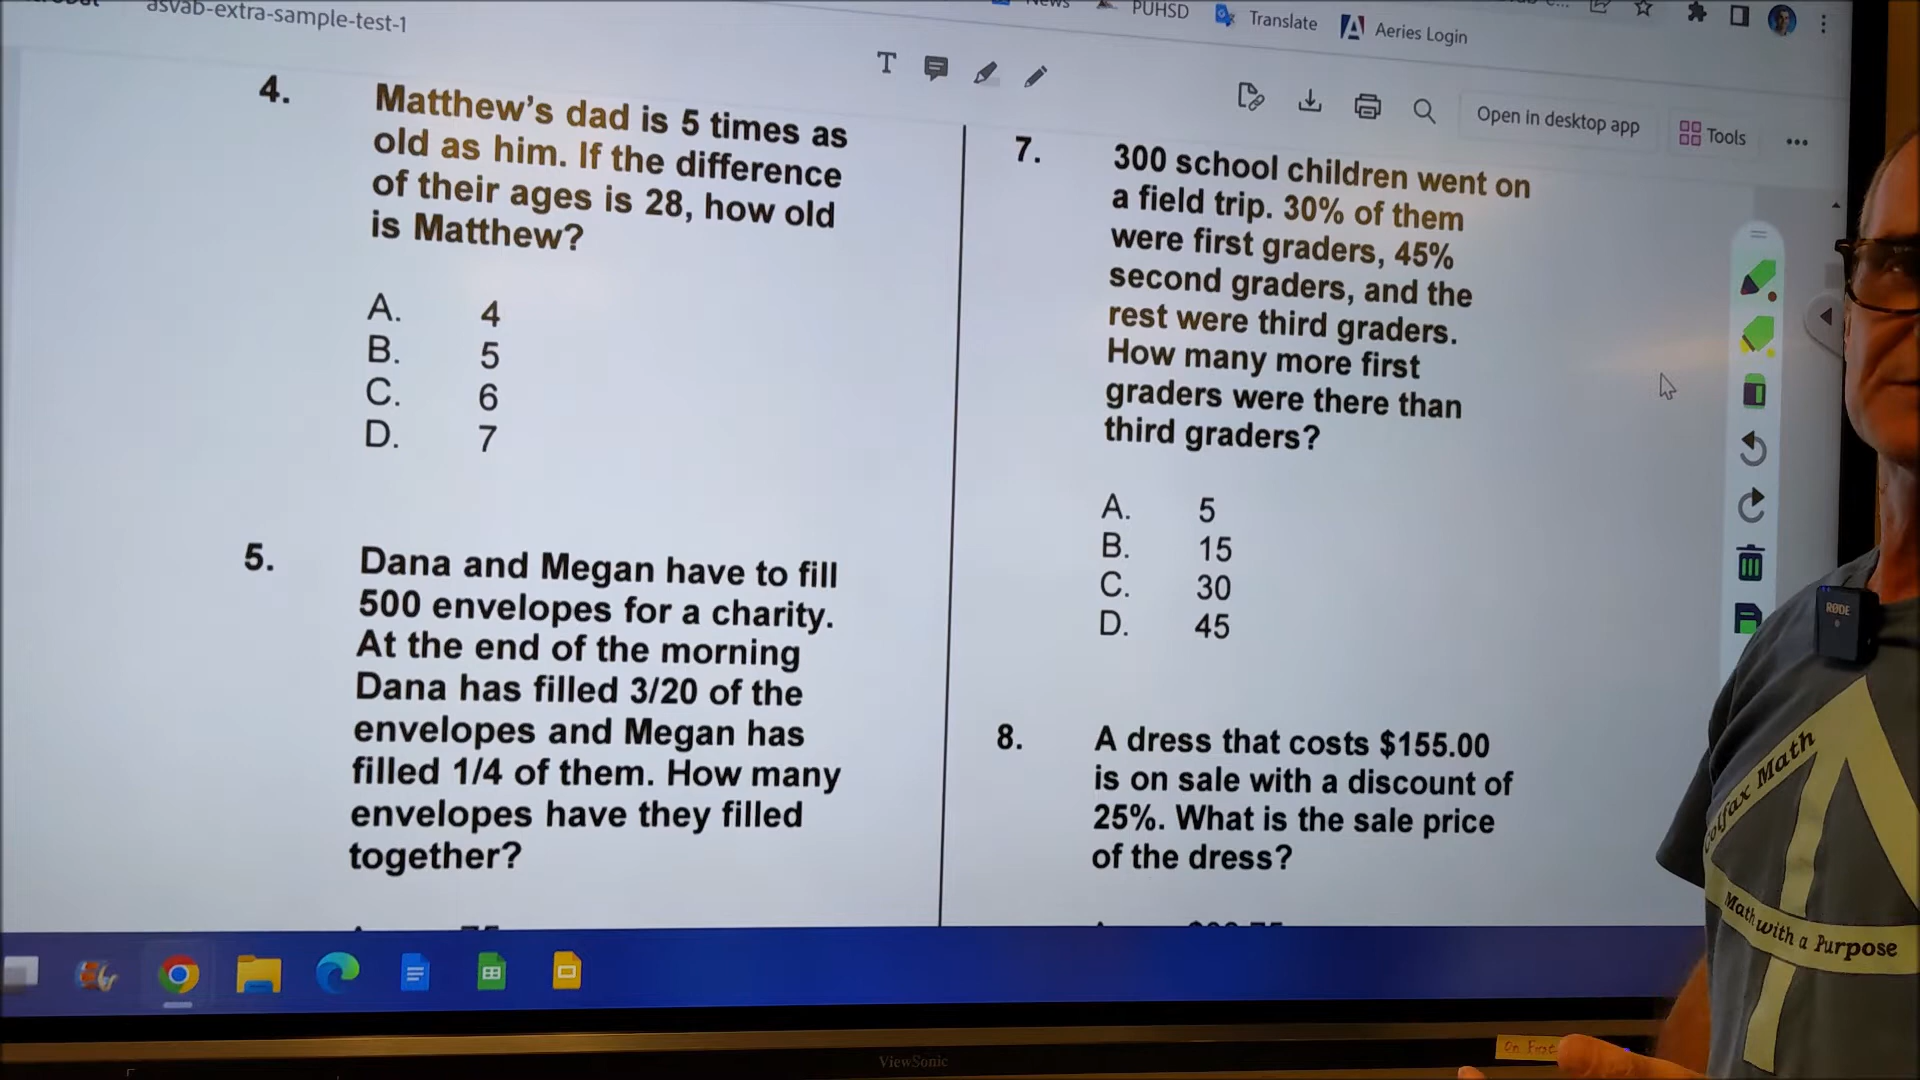 asvab-extra-sample-test-1
PUHSD
Translate
Aeries Login
T
Open in desktop app
Tools
4.
Matthew's dad is 5 times as
old as him. If the difference
of their ages is 28, how old
is Matthew?
A. 4
B. 5
C. 6
D. 7
5.
Dana and Megan have to fill
500 envelopes for a charity.
At the end of the morning
Dana has filled 3/20 of the
envelopes and Megan has
filled 1/4 of them. How many
envelopes have they filled
together?
7.
300 school children went on
a field trip. 30% of them
were first graders, 45%
second graders, and the
rest were third graders.
How many more first
graders were there than
third graders?
A. 5
B. 15
C. 30
D. 45
8.
A dress that costs $155.00
is on sale with a discount of
25%. What is the sale price
of the dress?
RØDE
Colfax Math
Math with a Purpose
ViewSonic
On First